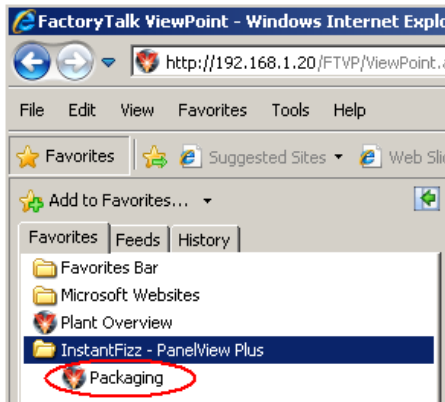 FactoryTalk ViewPoint - Windows Internet Explo
http://192.168.1.20/FTVP/ViewPoint.a
File Edit View Favorites Tools Help
Favorites Suggested Sites Web Sli
Add to Favorites...
Favorites Feeds History
Favorites Bar
Microsoft Websites
Plant Overview
InstantFizz - PanelView Plus
Packaging